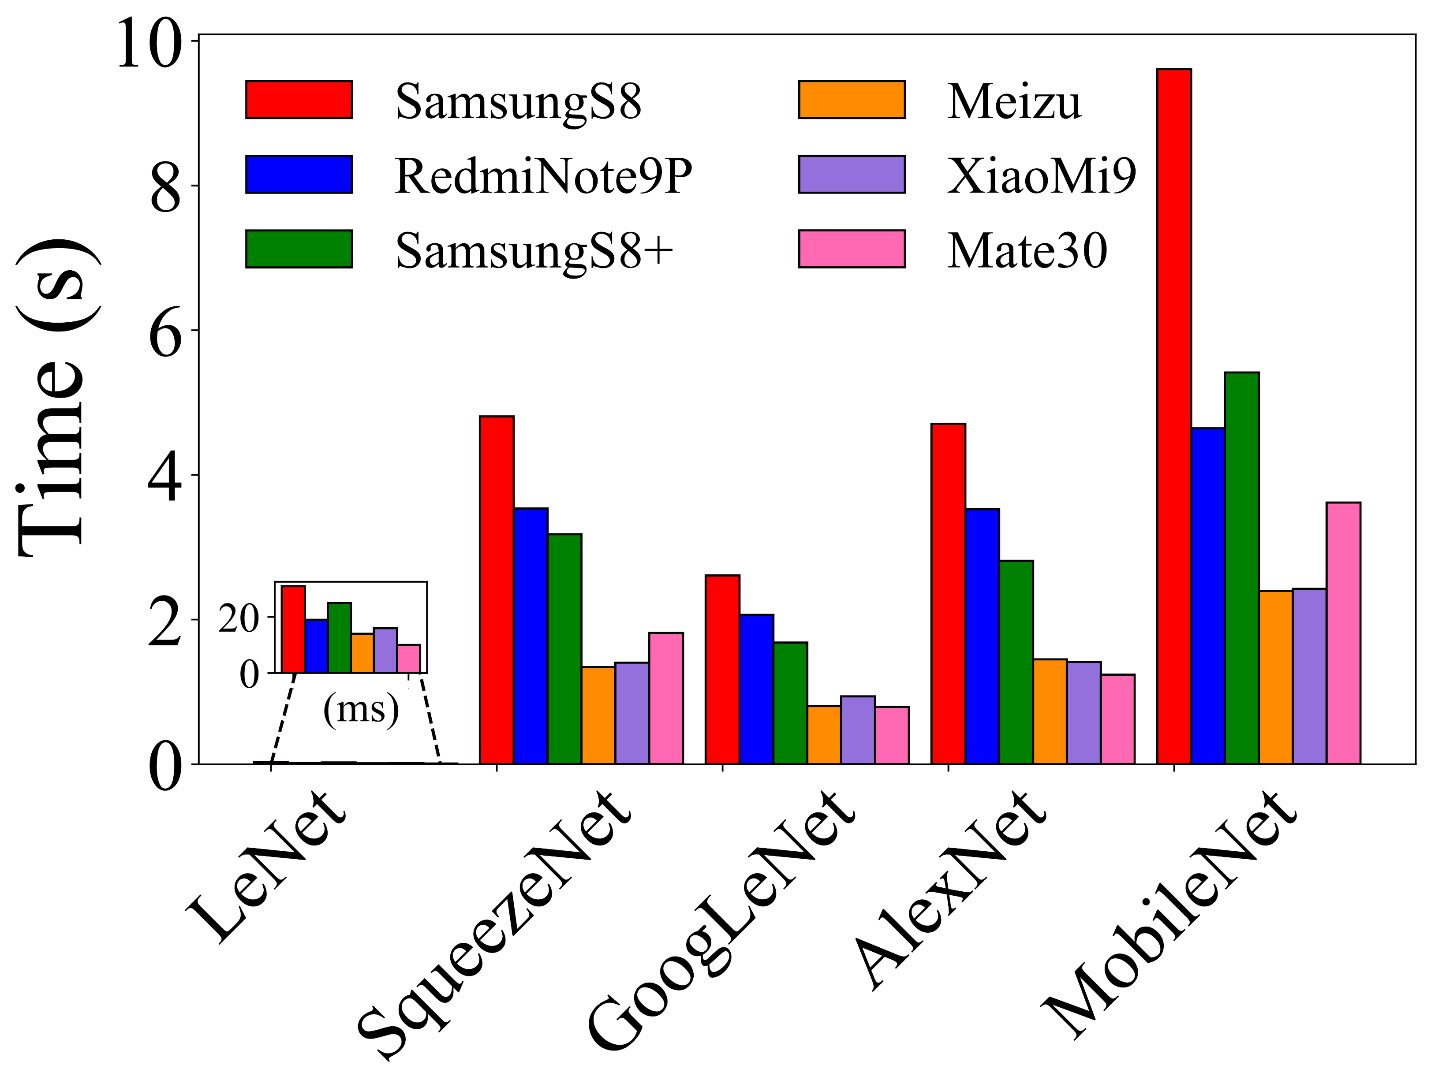 Time (s)
10
8
6
4
2
0
SamsungS8
RedmiNote9P
SamsungS8+
Meizu
XiaoMi9
Mate30
20
0
(ms)
LeNet
SqueezeNet
GoogLeNet
AlexNet
MobileNet